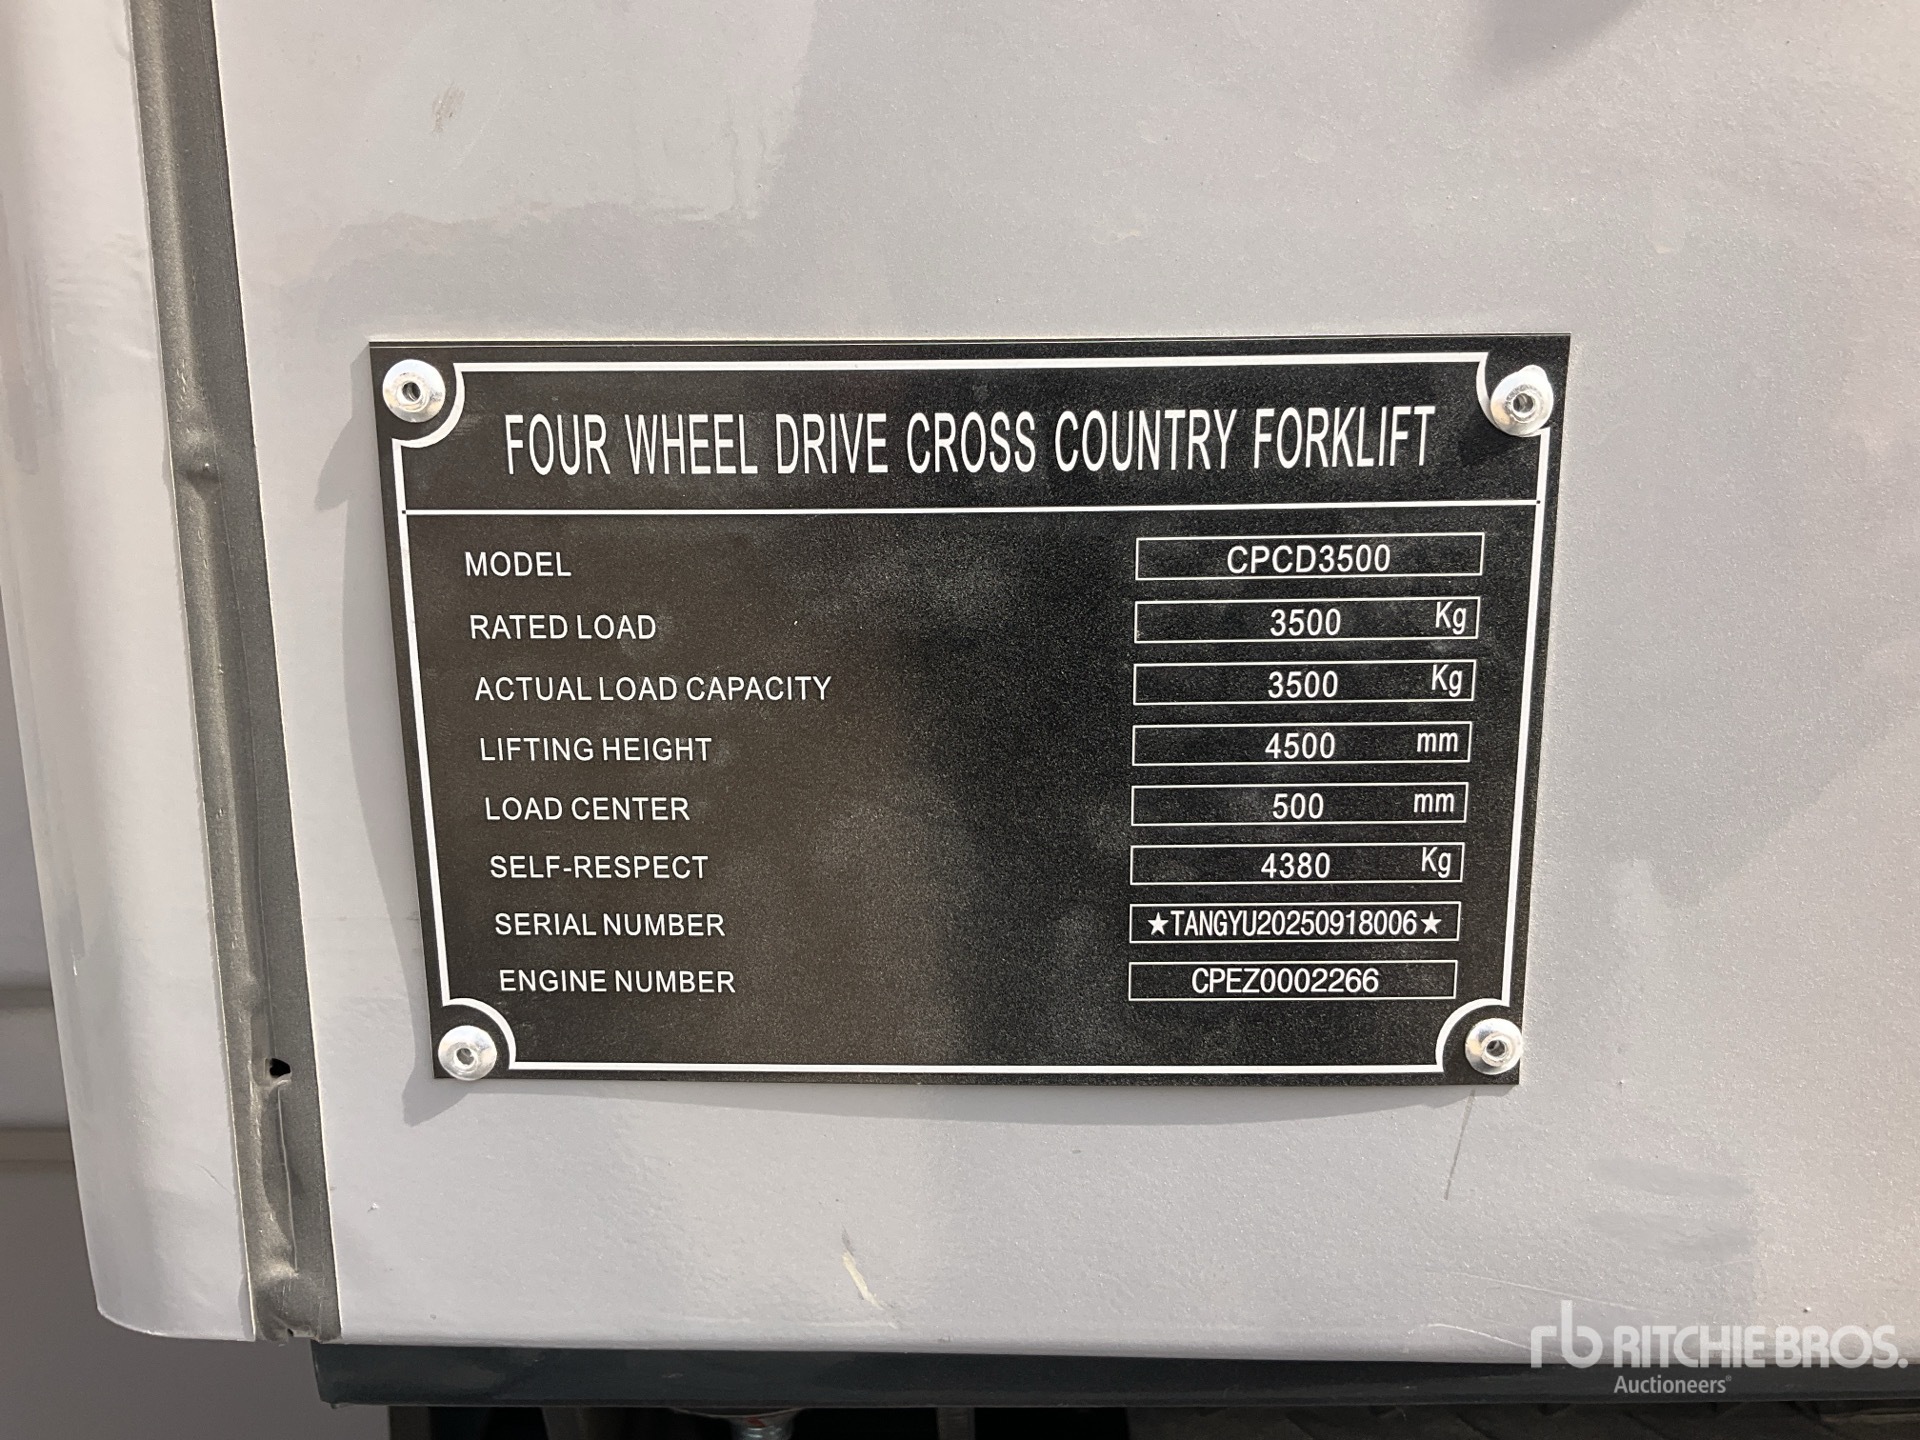 FOUR WHEEL DRIVE CROSS COUNTRY FORKLIFT
MODEL CPCD3500
RATED LOAD 3500 Kg
ACTUAL LOAD CAPACITY 3500 Kg
LIFTING HEIGHT 4500 mm
LOAD CENTER 500 mm
SELF-RESPECT 4380 Kg
SERIAL NUMBER ★TANGYU20250918006★
ENGINE NUMBER CPEZ0002266
rb RITCHIE BROS.
Auctioneers®